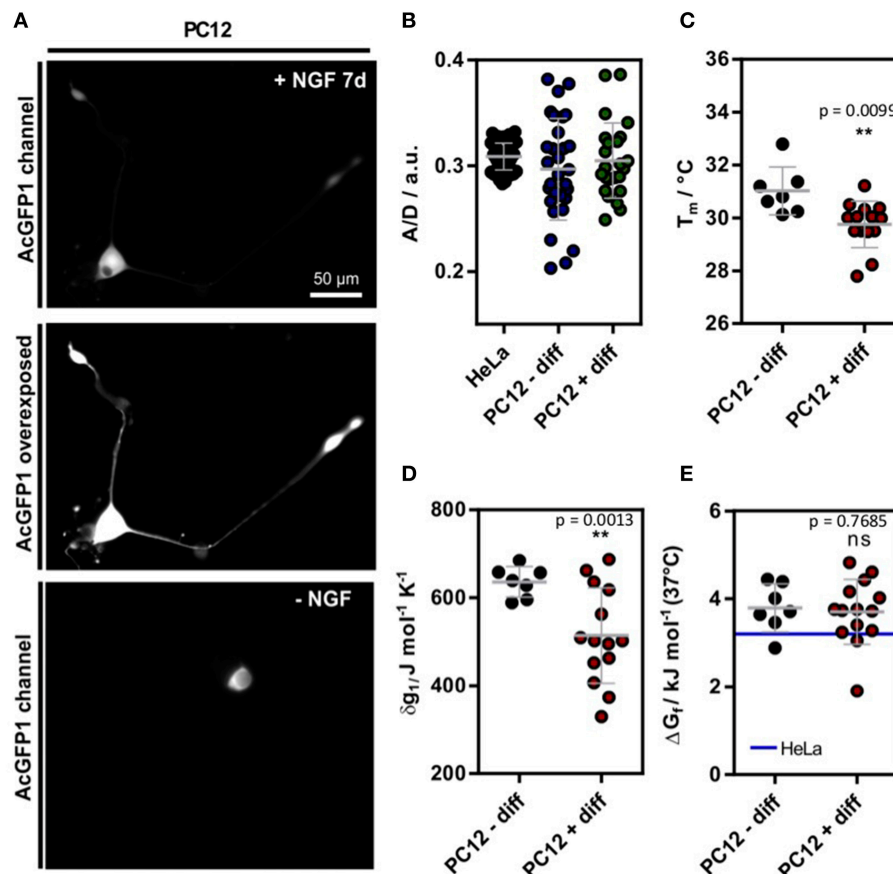 A
PC12
AcGFP1 channel
+ NGF 7d
50 µm
AcGFP1 overexposed
AcGFP1 channel
- NGF
B
A/D / a.u.
0.4
0.3
0.2
HeLa
PC12 - diff
PC12 + diff
C
Tm / °C
36
34
32
30
28
26
p = 0.0099
**
PC12 - diff
PC12 + diff
D
δg1/ J mol⁻¹ K⁻¹
800
600
400
200
p = 0.0013
**
PC12 - diff
PC12 + diff
E
ΔGf / kJ mol⁻¹ (37°C)
6
4
2
0
p = 0.7685
ns
HeLa
PC12 - diff
PC12 + diff